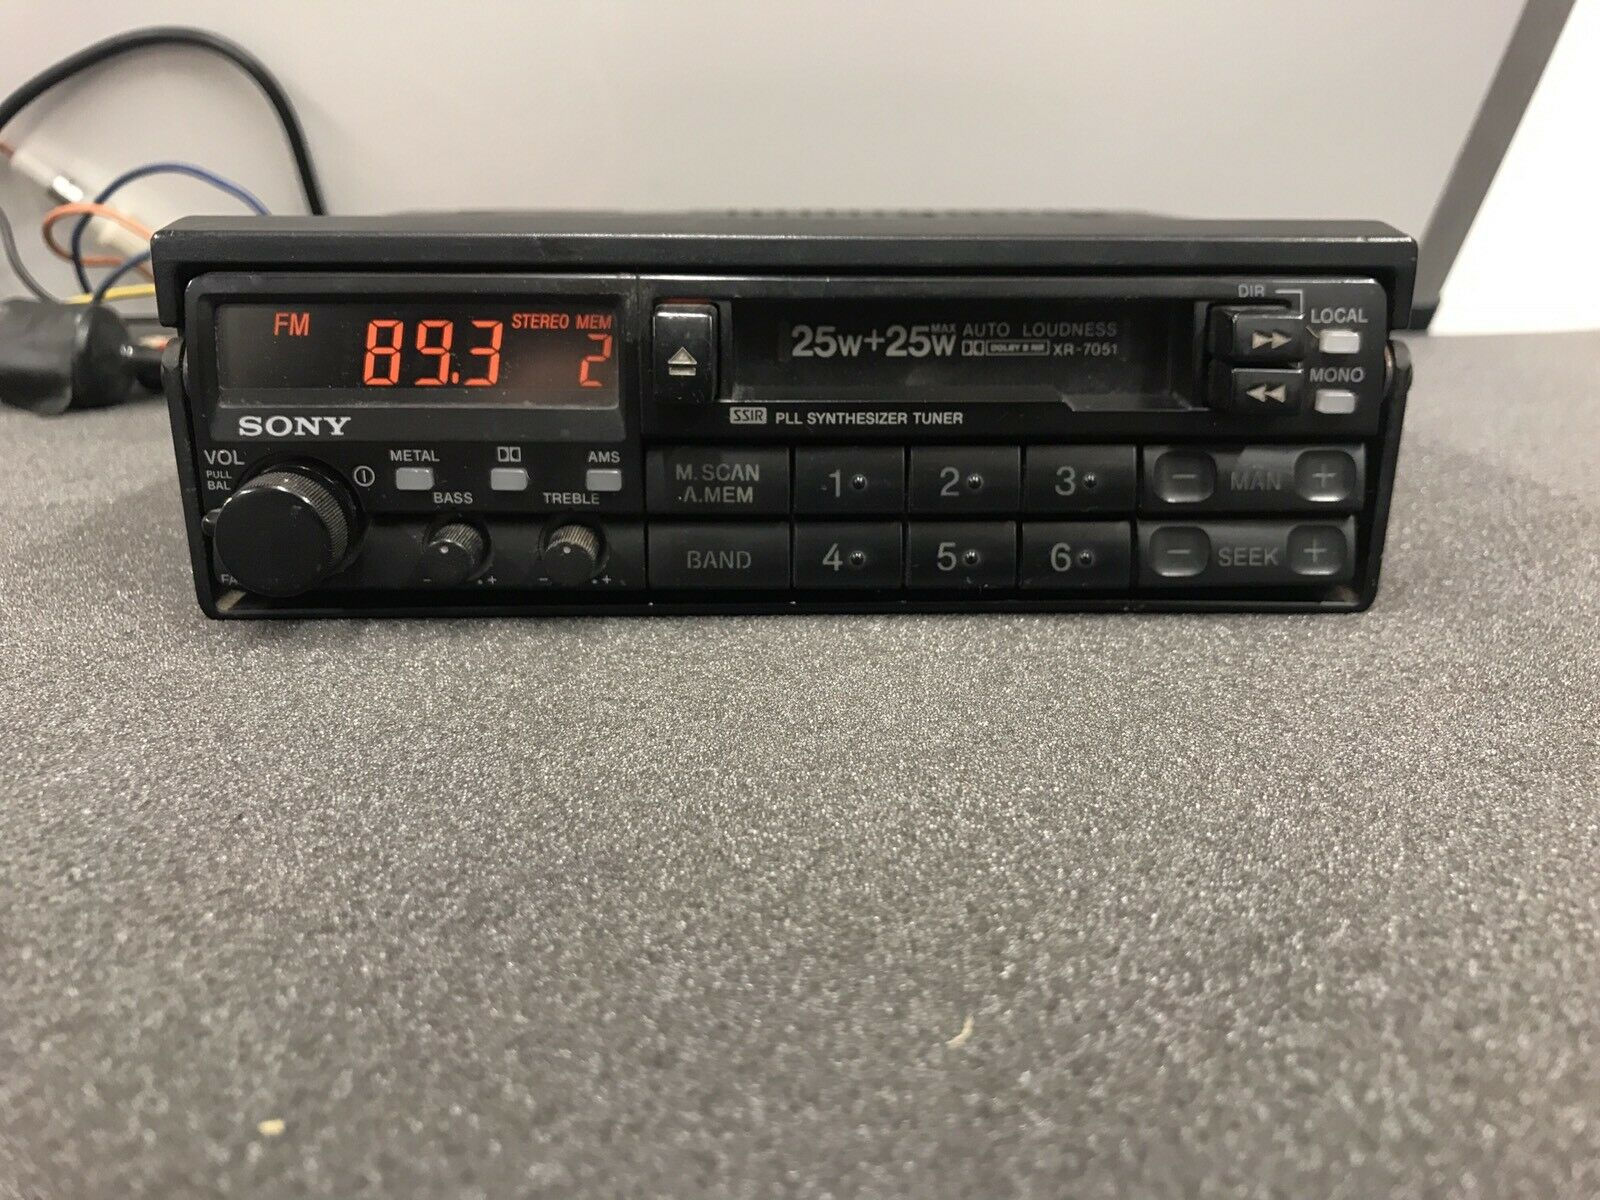 FM 89.3 STEREO MEM 2
SONY
VOL
PULL
BAL
METAL
AMS
BASS
TREBLE
- +
- +
25W+25W MAX AUTO LOUDNESS
DOLBY B NR XR-7051
SSIR PLL SYNTHESIZER TUNER
DIR
LOCAL
MONO
M.SCAN
A.MEM
1 2 3
- MAN +
BAND
4 5 6
- SEEK +